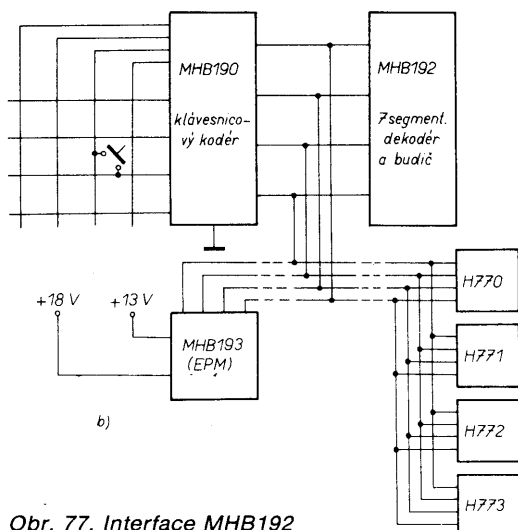 MHB190
klávesnico-
vý kodér
MHB192
7segment.
dekodér
a budič
+18 V
+13 V
MHB193
(EPM)
H770
H771
H772
H773
b)
Obr. 77. Interface MHB192